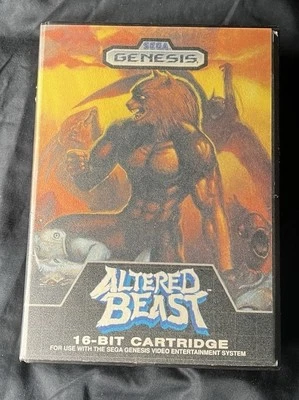 SEGA
GENESIS
ALTERED
BEAST
16-BIT CARTRIDGE
FOR USE WITH THE SEGA GENESIS VIDEO ENTERTAINMENT SYSTEM